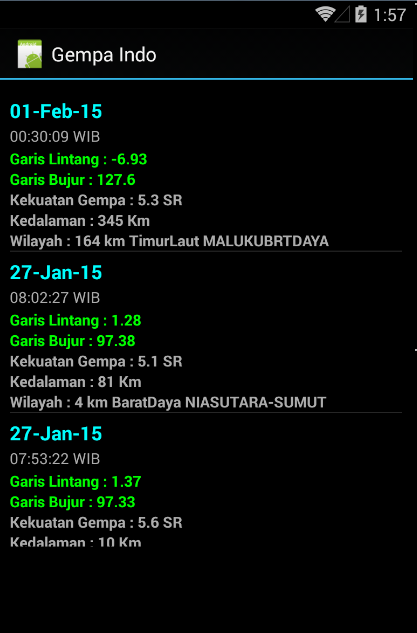 1:57
Gempa Indo
01-Feb-15
00:30:09 WIB
Garis Lintang : -6.93
Garis Bujur : 127.6
Kekuatan Gempa : 5.3 SR
Kedalaman : 345 Km
Wilayah : 164 km TimurLaut MALUKUBRTDAYA
27-Jan-15
08:02:27 WIB
Garis Lintang : 1.28
Garis Bujur : 97.38
Kekuatan Gempa : 5.1 SR
Kedalaman : 81 Km
Wilayah : 4 km BaratDaya NIASUTARA-SUMUT
27-Jan-15
07:53:22 WIB
Garis Lintang : 1.37
Garis Bujur : 97.33
Kekuatan Gempa : 5.6 SR
Kedalaman : 10 Km